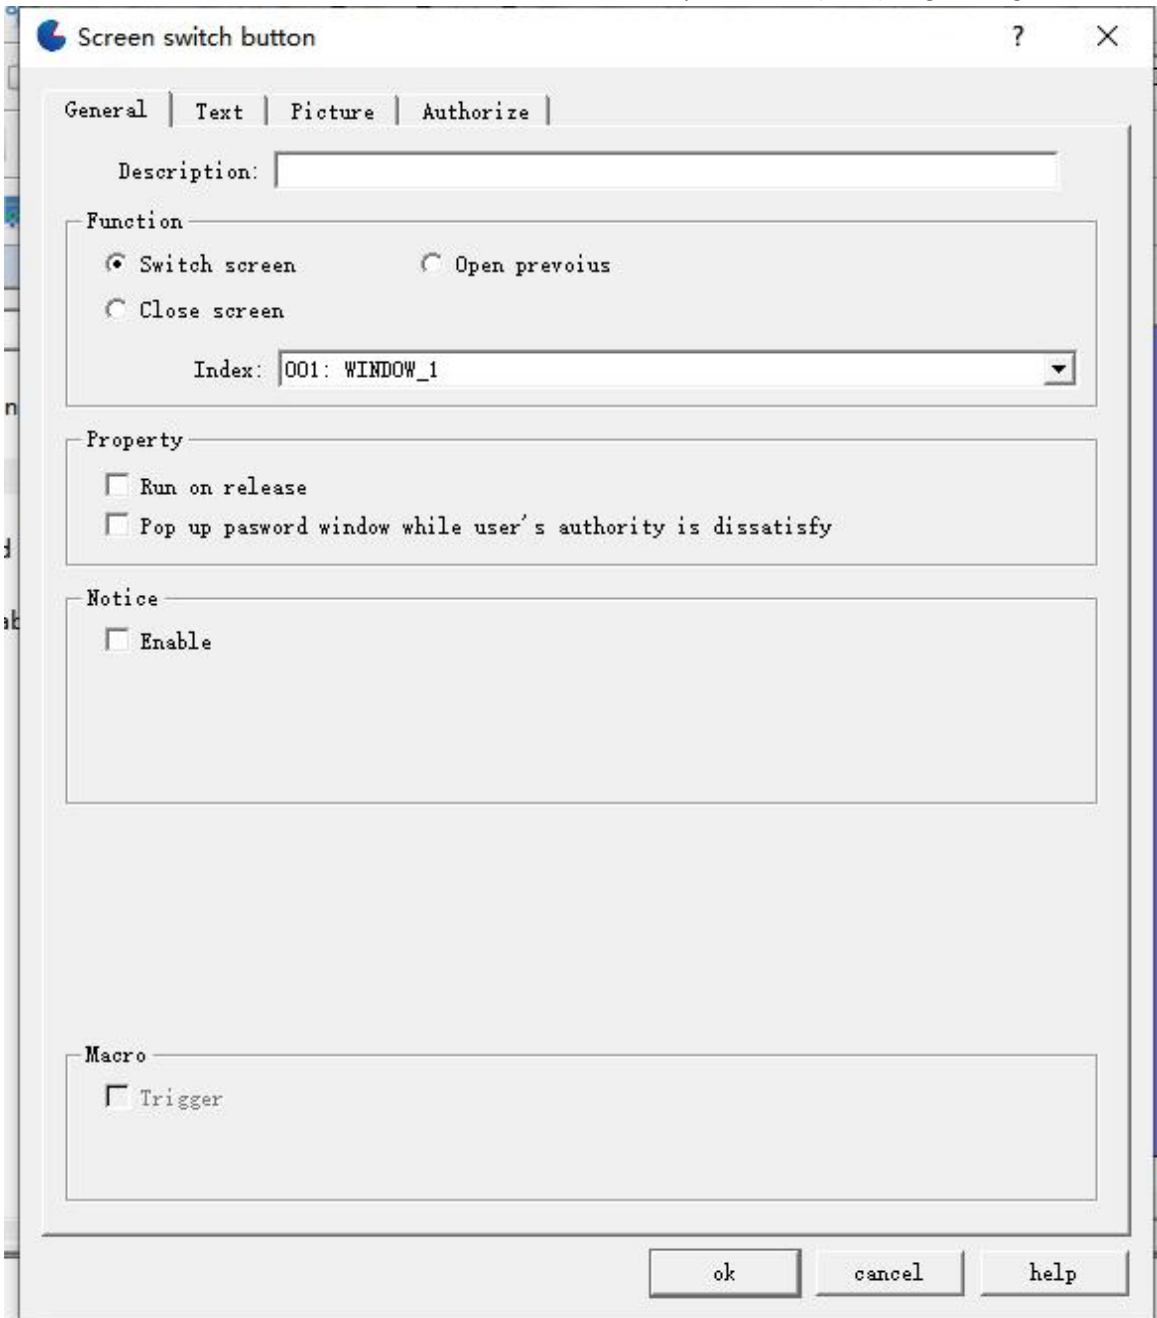 Screen switch button ?
General Text Picture Authorize
Description:
Function
Switch screen Open prevoius
Close screen
Index: 001: WINDOW_1
Property
Run on release
Pop up pasword window while user's authority is dissatisfy
Notice
Enable
Macro
Trigger
ok cancel help